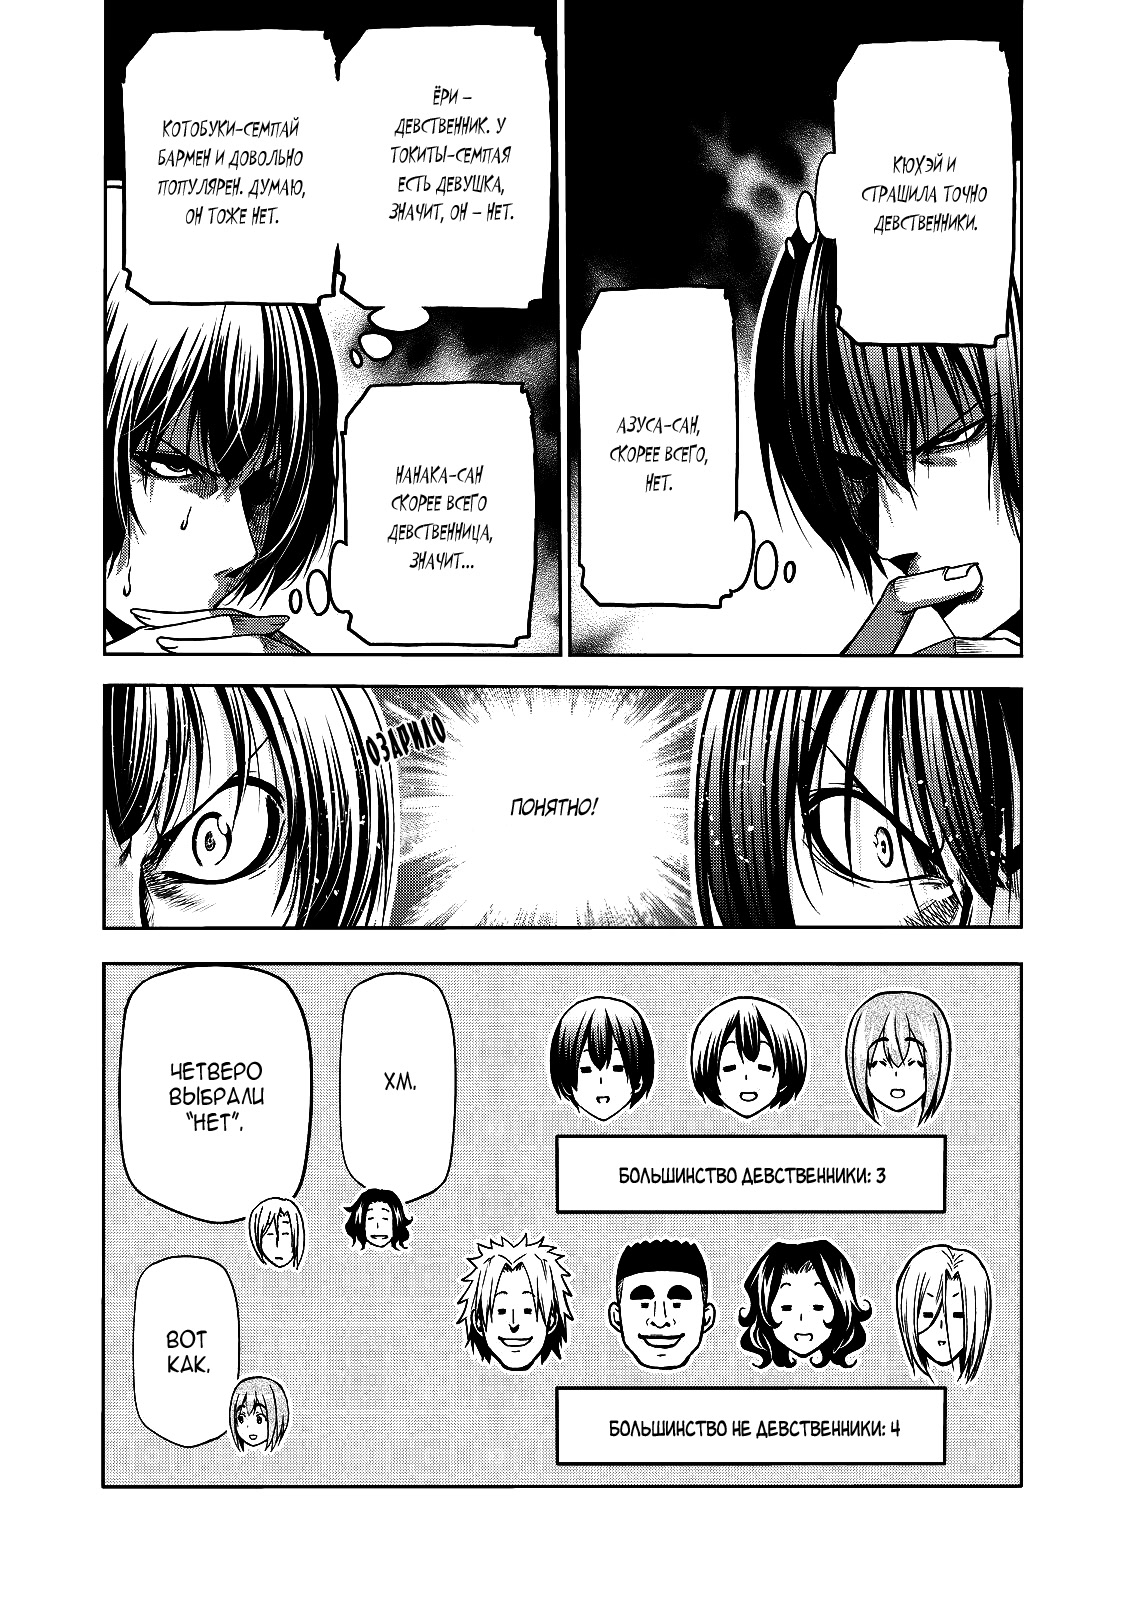 КЮХЭЙ И
СТРАШИЛА ТОЧНО
ДЕВСТВЕННИКИ.
АЗУСА-САН,
СКОРЕЕ ВСЕГО,
НЕТ.
ЁРИ –
ДЕВСТВЕННИК. У
ТОКИТЫ-СЕМПАЯ
ЕСТЬ ДЕВУШКА,
ЗНАЧИТ, ОН – НЕТ.
КОТОБУКИ-СЕМПАЙ
БАРМЕН И ДОВОЛЬНО
ПОПУЛЯРЕН. ДУМАЮ,
ОН ТОЖЕ НЕТ.
НАНАКА-САН
СКОРЕЕ ВСЕГО
ДЕВСТВЕННИЦА,
ЗНАЧИТ...
ОЗАРИЛО
ПОНЯТНО!
БОЛЬШИНСТВО ДЕВСТВЕННИКИ: 3
БОЛЬШИНСТВО НЕ ДЕВСТВЕННИКИ: 4
ХМ.
ЧЕТВЕРО
ВЫБРАЛИ
“НЕТ”.
ВОТ
КАК.